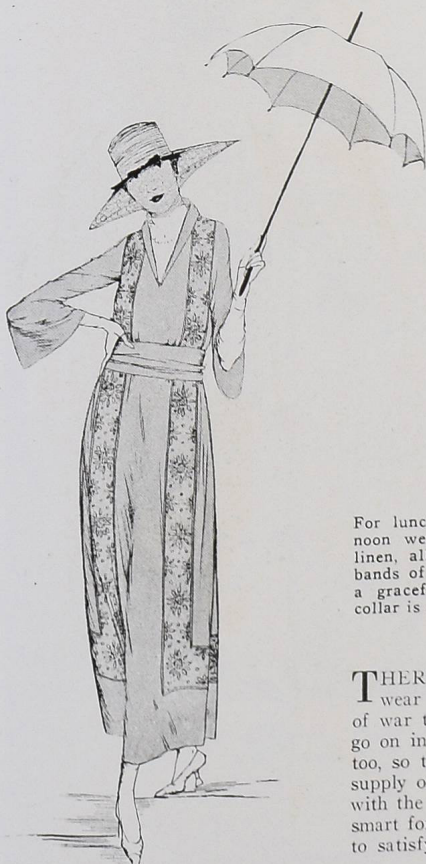 For lunc
noon we
linen, al
bands of
a gracef
collar is
THER
wear
of war t
go on in
too, so t
supply o
with the
smart fo
to satisfy